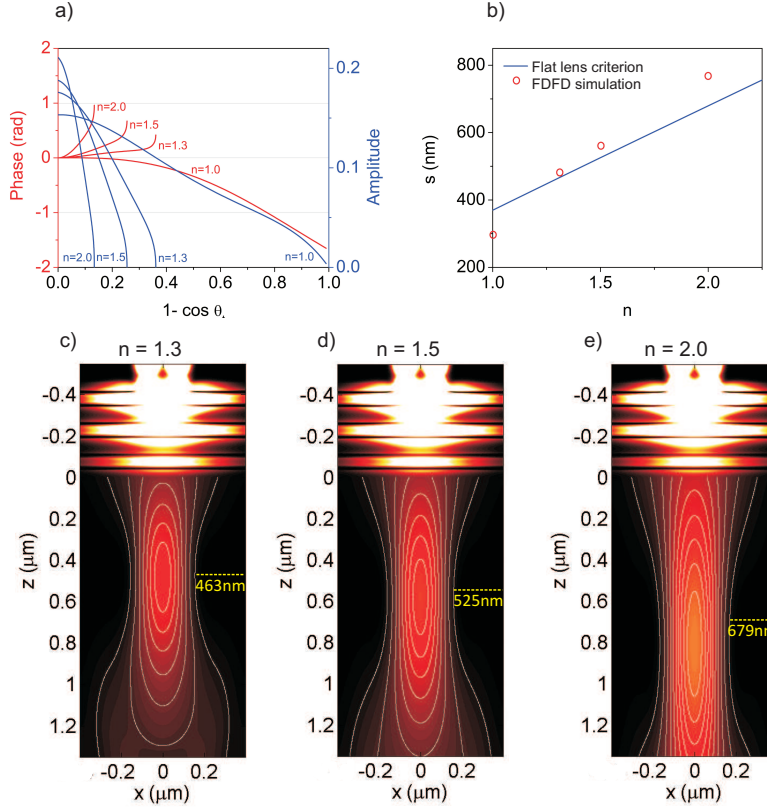 a)
b)
2
1
0
-1
-2
Phase (rad)
0.2
0.1
0.0
Amplitude
n=2.0
n=1.5
n=1.3
n=1.0
n=2.0
n=1.5
n=1.3
n=1.0
0.0 0.2 0.4 0.6 0.8 1.0
1- cos θ
800
600
400
200
s (nm)
Flat lens criterion
FDFD simulation
1.0 1.5 2.0
n
c)
n = 1.3
d)
n = 1.5
e)
n = 2.0
-0.4
-0.2
0
0.2
0.4
0.6
0.8
1
1.2
z (μm)
463nm
-0.2 0 0.2
x (μm)
-0.4
-0.2
0
0.2
0.4
0.6
0.8
1
1.2
z (μm)
525nm
-0.2 0 0.2
x (μm)
-0.4
-0.2
0
0.2
0.4
0.6
0.8
1
1.2
z (μm)
679nm
-0.2 0 0.2
x (μm)